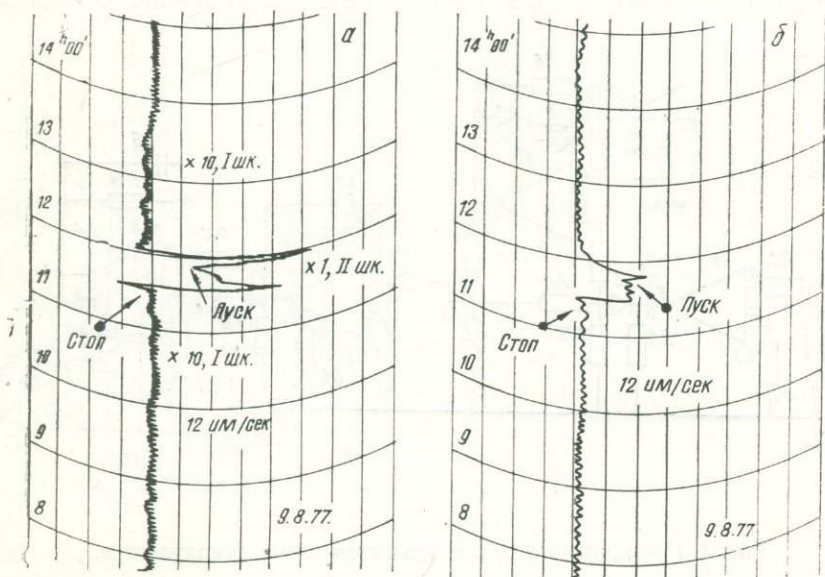 14 ʰ00'
а
13
× 10, I шк.
12
× 1, II шк.
11
Пуск
Стоп
× 10, I шк.
10
12 им/сек
9
8
9.8.77.
14 ʰ00'
б
13
12
11
Пуск
Стоп
10
12 им/сек
9
8
9.8.77